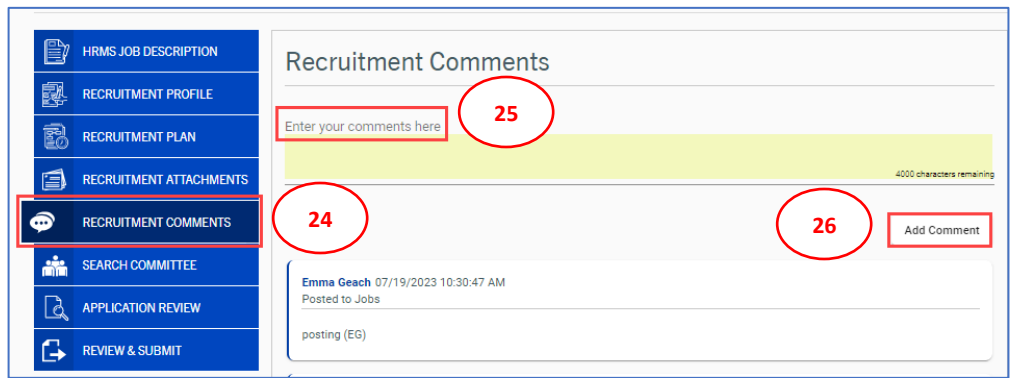 HRMS JOB DESCRIPTION
RECRUITMENT PROFILE
RECRUITMENT PLAN
RECRUITMENT ATTACHMENTS
RECRUITMENT COMMENTS
SEARCH COMMITTEE
APPLICATION REVIEW
REVIEW & SUBMIT
24
Recruitment Comments
25
Enter your comments here
4000 characters remaining
26
Add Comment
Emma Geach 07/19/2023 10:30:47 AM
Posted to Jobs
posting (EG)